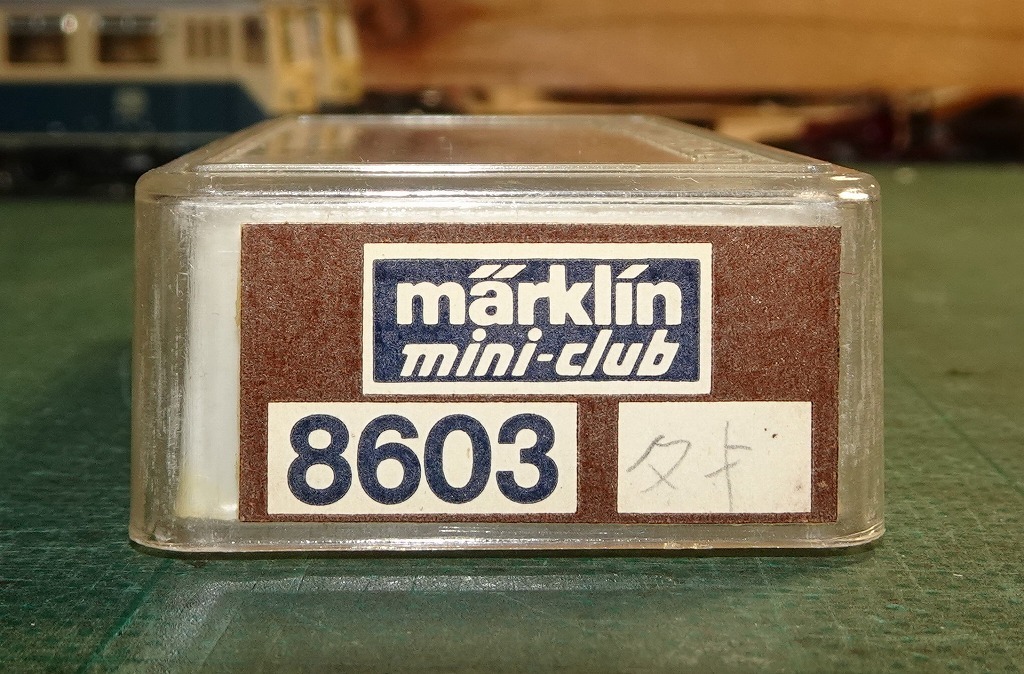 märklin
mini-club
8603
タキ